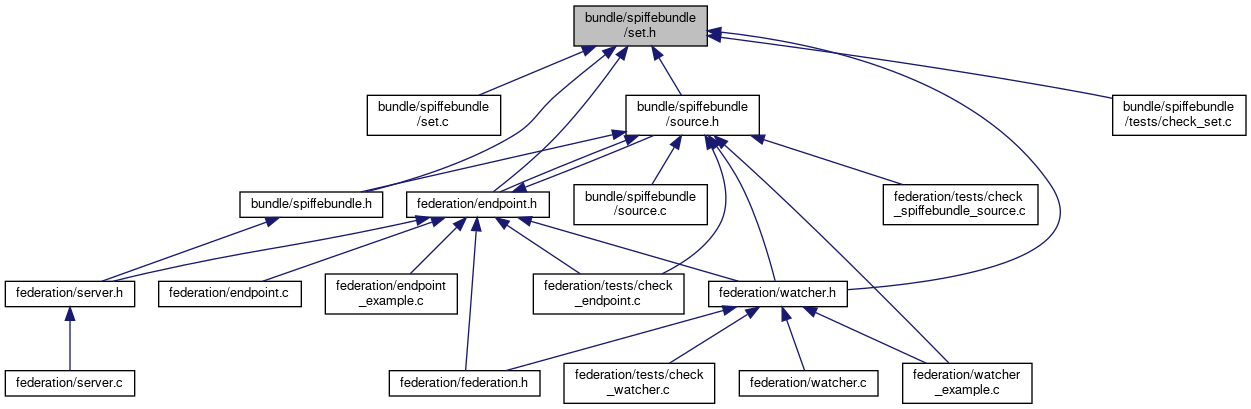 bundle/spiffebundle
/set.h
bundle/spiffebundle
/set.c
bundle/spiffebundle
/source.h
bundle/spiffebundle
/tests/check_set.c
bundle/spiffebundle.h
federation/endpoint.h
bundle/spiffebundle
/source.c
federation/tests/check
_spiffebundle_source.c
federation/server.h
federation/endpoint.c
federation/endpoint
_example.c
federation/tests/check
_endpoint.c
federation/watcher.h
federation/server.c
federation/federation.h
federation/tests/check
_watcher.c
federation/watcher.c
federation/watcher
_example.c